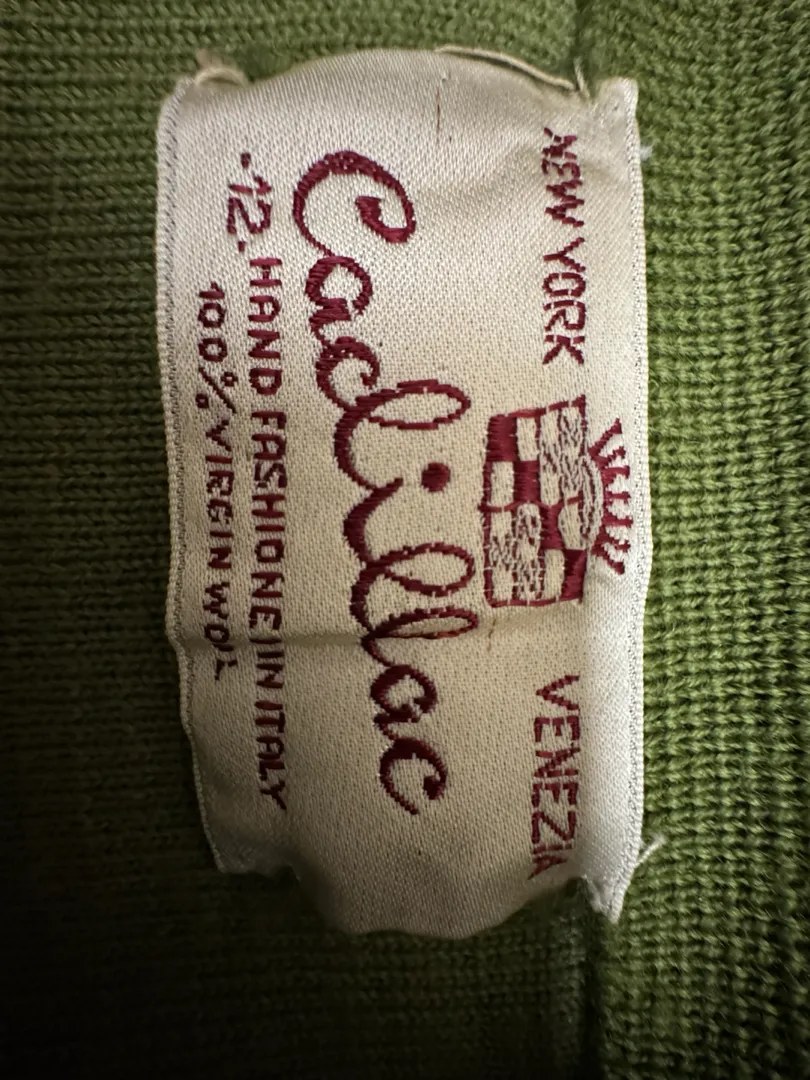 NEW YORK VENEZIA
Cadillac
-12. HAND FASHIONED IN ITALY
100% VIRGIN WOOL